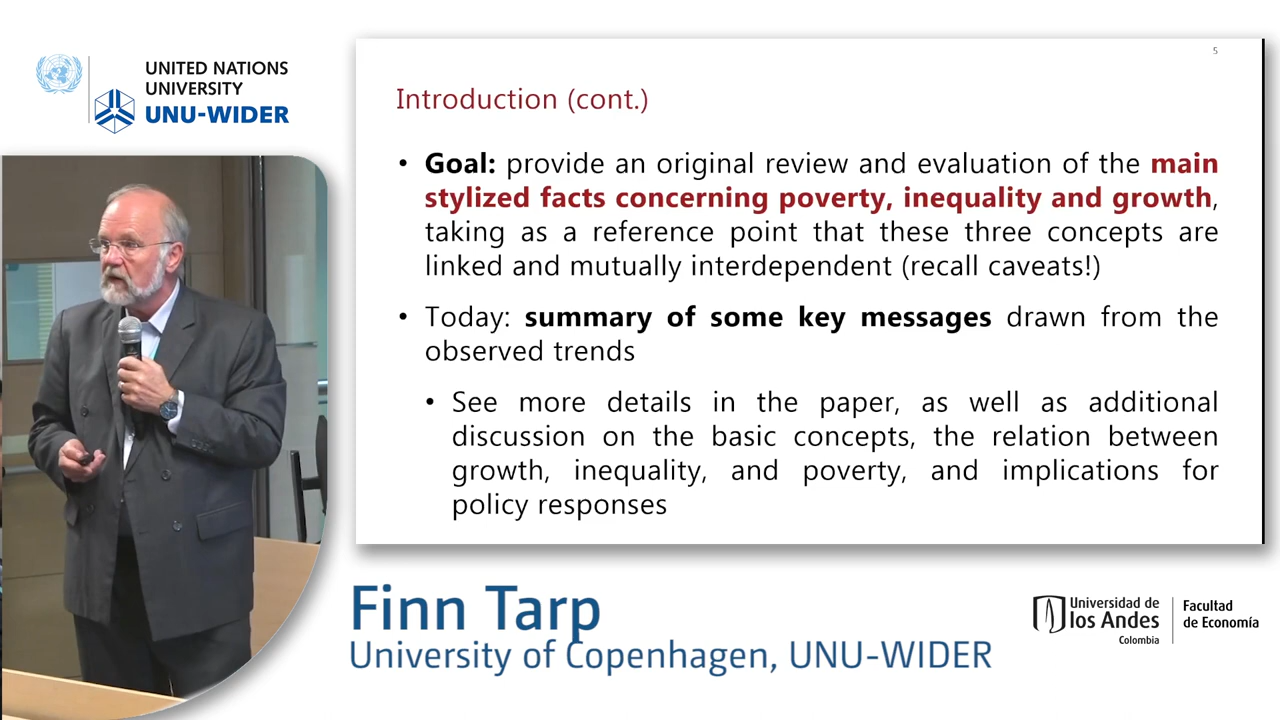 UNITED NATIONS
UNIVERSITY
UNU-WIDER
5
Introduction (cont.)
• Goal: provide an original review and evaluation of the main
stylized facts concerning poverty, inequality and growth,
taking as a reference point that these three concepts are
linked and mutually interdependent (recall caveats!)
• Today: summary of some key messages drawn from the
observed trends
• See more details in the paper, as well as additional
discussion on the basic concepts, the relation between
growth, inequality, and poverty, and implications for
policy responses
Finn Tarp
University of Copenhagen, UNU-WIDER
Universidad de
los Andes
Colombia
Facultad
de Economía